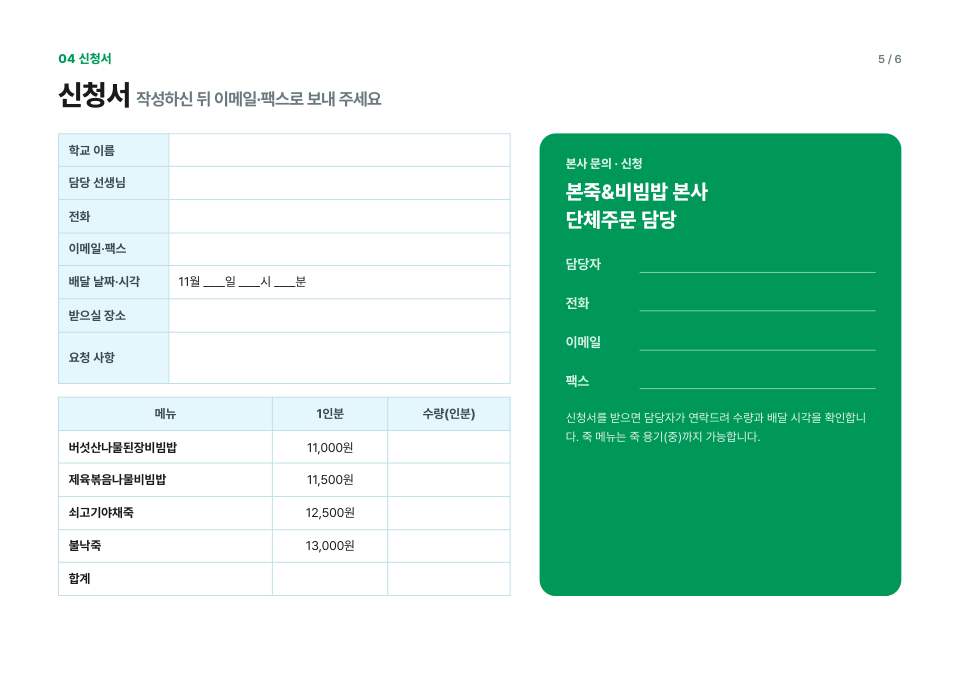 04 신청서
5 / 6
신청서 작성하신 뒤 이메일·팩스로 보내 주세요
학교 이름
담당 선생님
전화
이메일·팩스
배달 날짜·시각 11월 ____일 ____시 ____분
받으실 장소
요청 사항
메뉴 1인분 수량(인분)
버섯산나물된장비빔밥 11,000원
제육볶음나물비빔밥 11,500원
쇠고기야채죽 12,500원
불낙죽 13,000원
합계
본사 문의 · 신청
본죽&비빔밥 본사
단체주문 담당
담당자
전화
이메일
팩스
신청서를 받으면 담당자가 연락드려 수량과 배달 시각을 확인합니
다. 죽 메뉴는 죽 용기(중)까지 가능합니다.